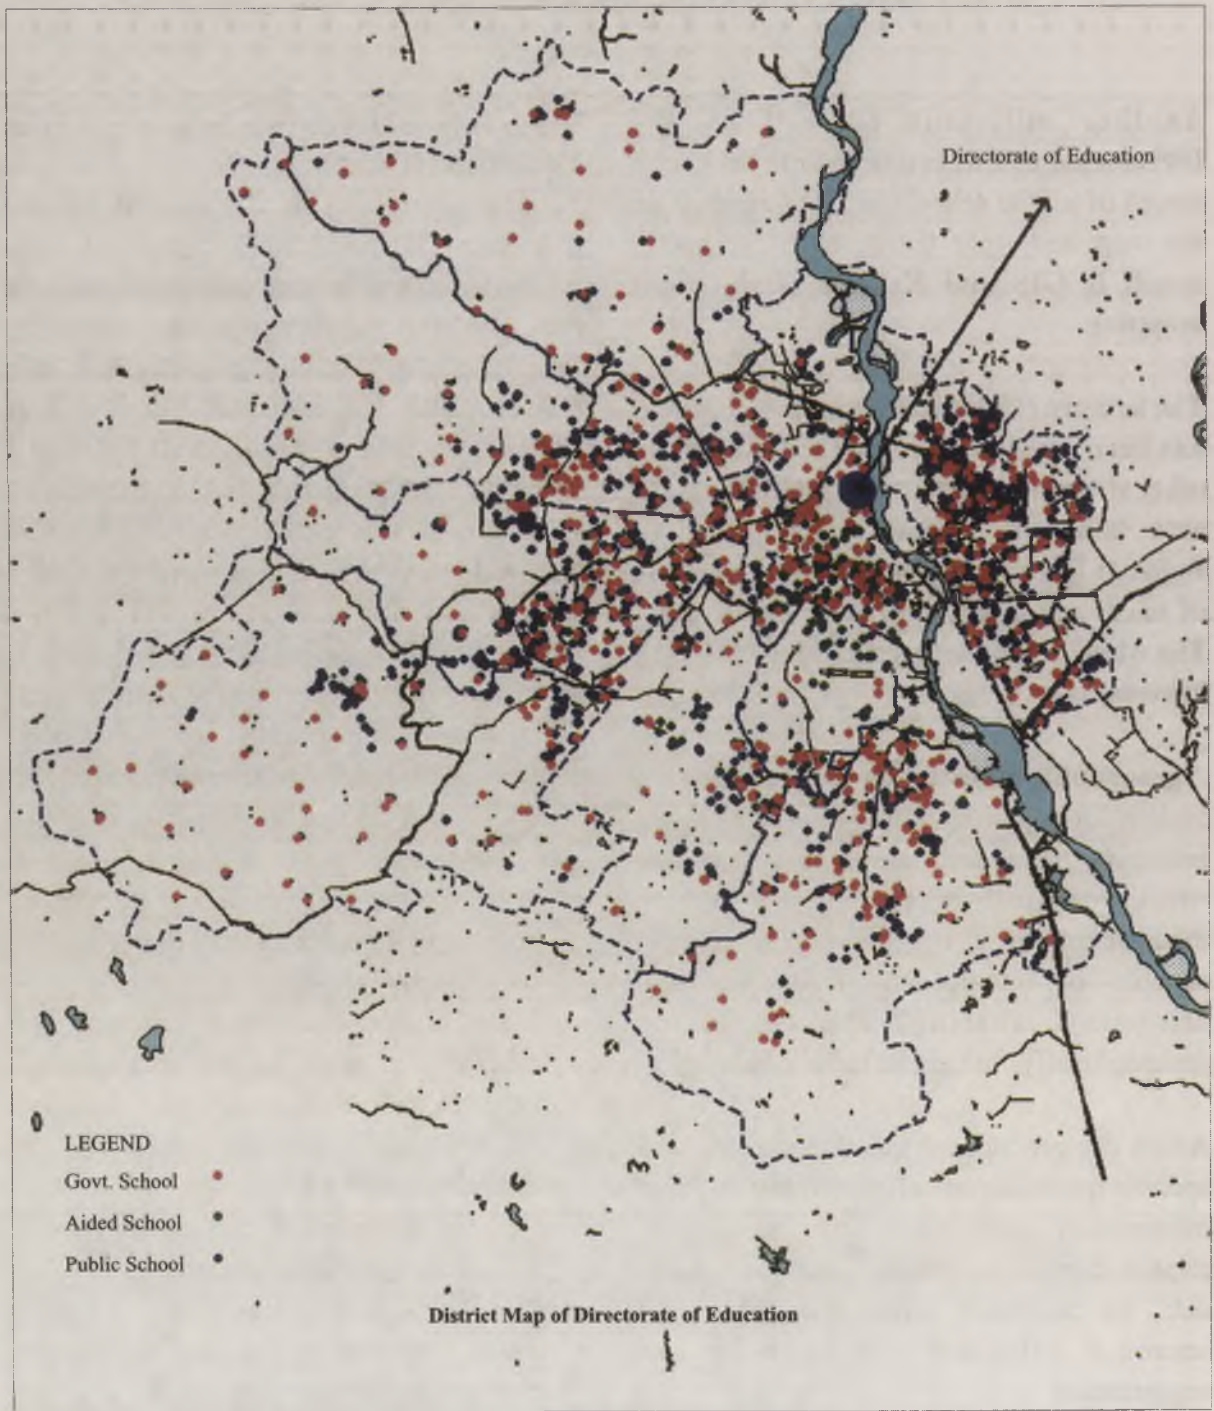 Directorate of Education
LEGEND
Govt. School
Aided School
Public School
District Map of Directorate of Education